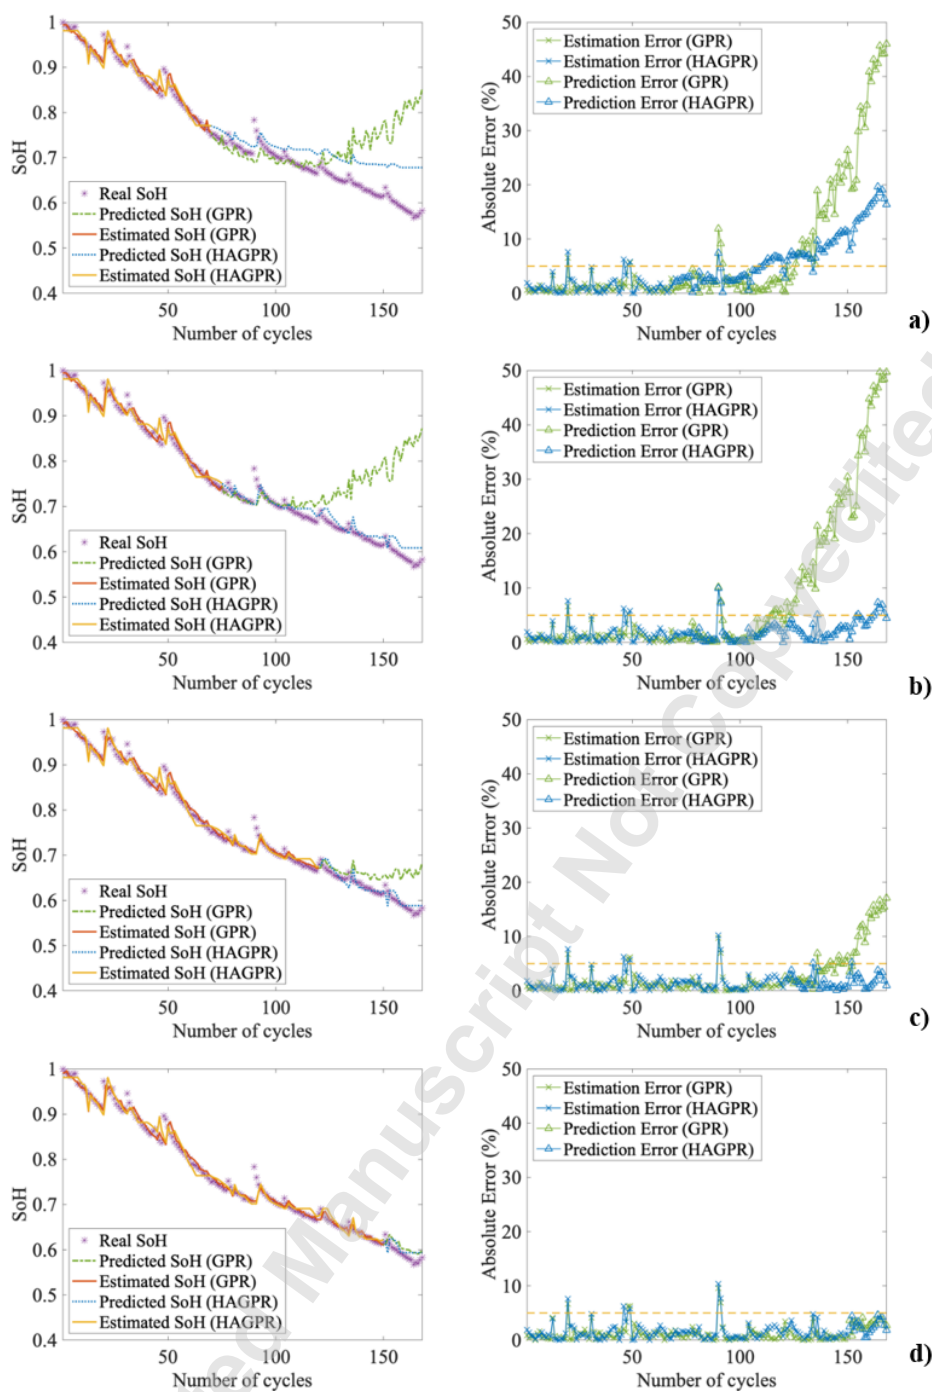 1
0.9
0.8
0.7
0.6
0.5
0.4
SoH
Real SoH
Predicted SoH (GPR)
Estimated SoH (GPR)
Predicted SoH (HAGPR)
Estimated SoH (HAGPR)
50
100
150
Number of cycles
50
40
30
20
10
0
Absolute Error (%)
Estimation Error (GPR)
Estimation Error (HAGPR)
Prediction Error (GPR)
Prediction Error (HAGPR)
50
100
150
Number of cycles
a)
1
0.9
0.8
0.7
0.6
0.5
0.4
SoH
Real SoH
Predicted SoH (GPR)
Estimated SoH (GPR)
Predicted SoH (HAGPR)
Estimated SoH (HAGPR)
50
100
150
Number of cycles
50
40
30
20
10
0
Absolute Error (%)
Estimation Error (GPR)
Estimation Error (HAGPR)
Prediction Error (GPR)
Prediction Error (HAGPR)
50
100
150
Number of cycles
b)
1
0.9
0.8
0.7
0.6
0.5
0.4
SoH
Real SoH
Predicted SoH (GPR)
Estimated SoH (GPR)
Predicted SoH (HAGPR)
Estimated SoH (HAGPR)
50
100
150
Number of cycles
50
40
30
20
10
0
Absolute Error (%)
Estimation Error (GPR)
Estimation Error (HAGPR)
Prediction Error (GPR)
Prediction Error (HAGPR)
50
100
150
Number of cycles
c)
1
0.9
0.8
0.7
0.6
0.5
0.4
SoH
Real SoH
Predicted SoH (GPR)
Estimated SoH (GPR)
Predicted SoH (HAGPR)
Estimated SoH (HAGPR)
50
100
150
Number of cycles
50
40
30
20
10
0
Absolute Error (%)
Estimation Error (GPR)
Estimation Error (HAGPR)
Prediction Error (GPR)
Prediction Error (HAGPR)
50
100
150
Number of cycles
d)
Manuscript Not Copyedited